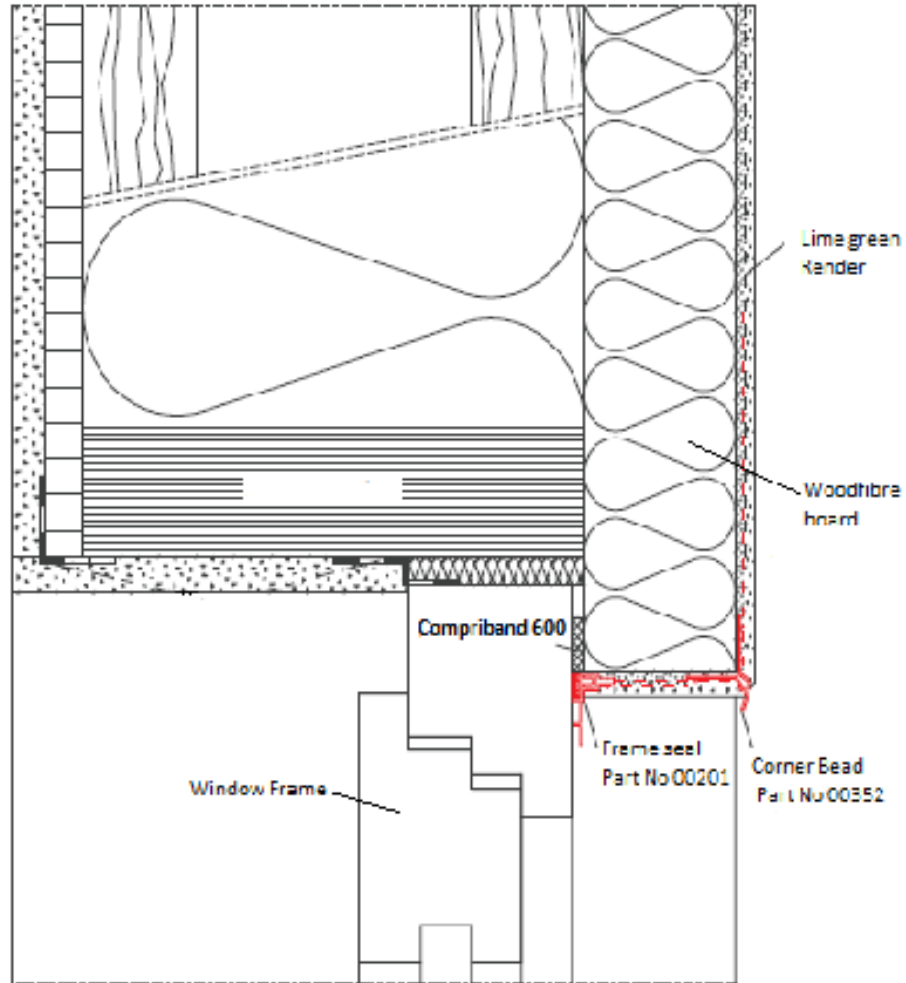 Lime green
Render
Woodfibre
board
Compriband 600
Frame seal
Part No 00201
Corner Bead
Part No 00352
Window Frame